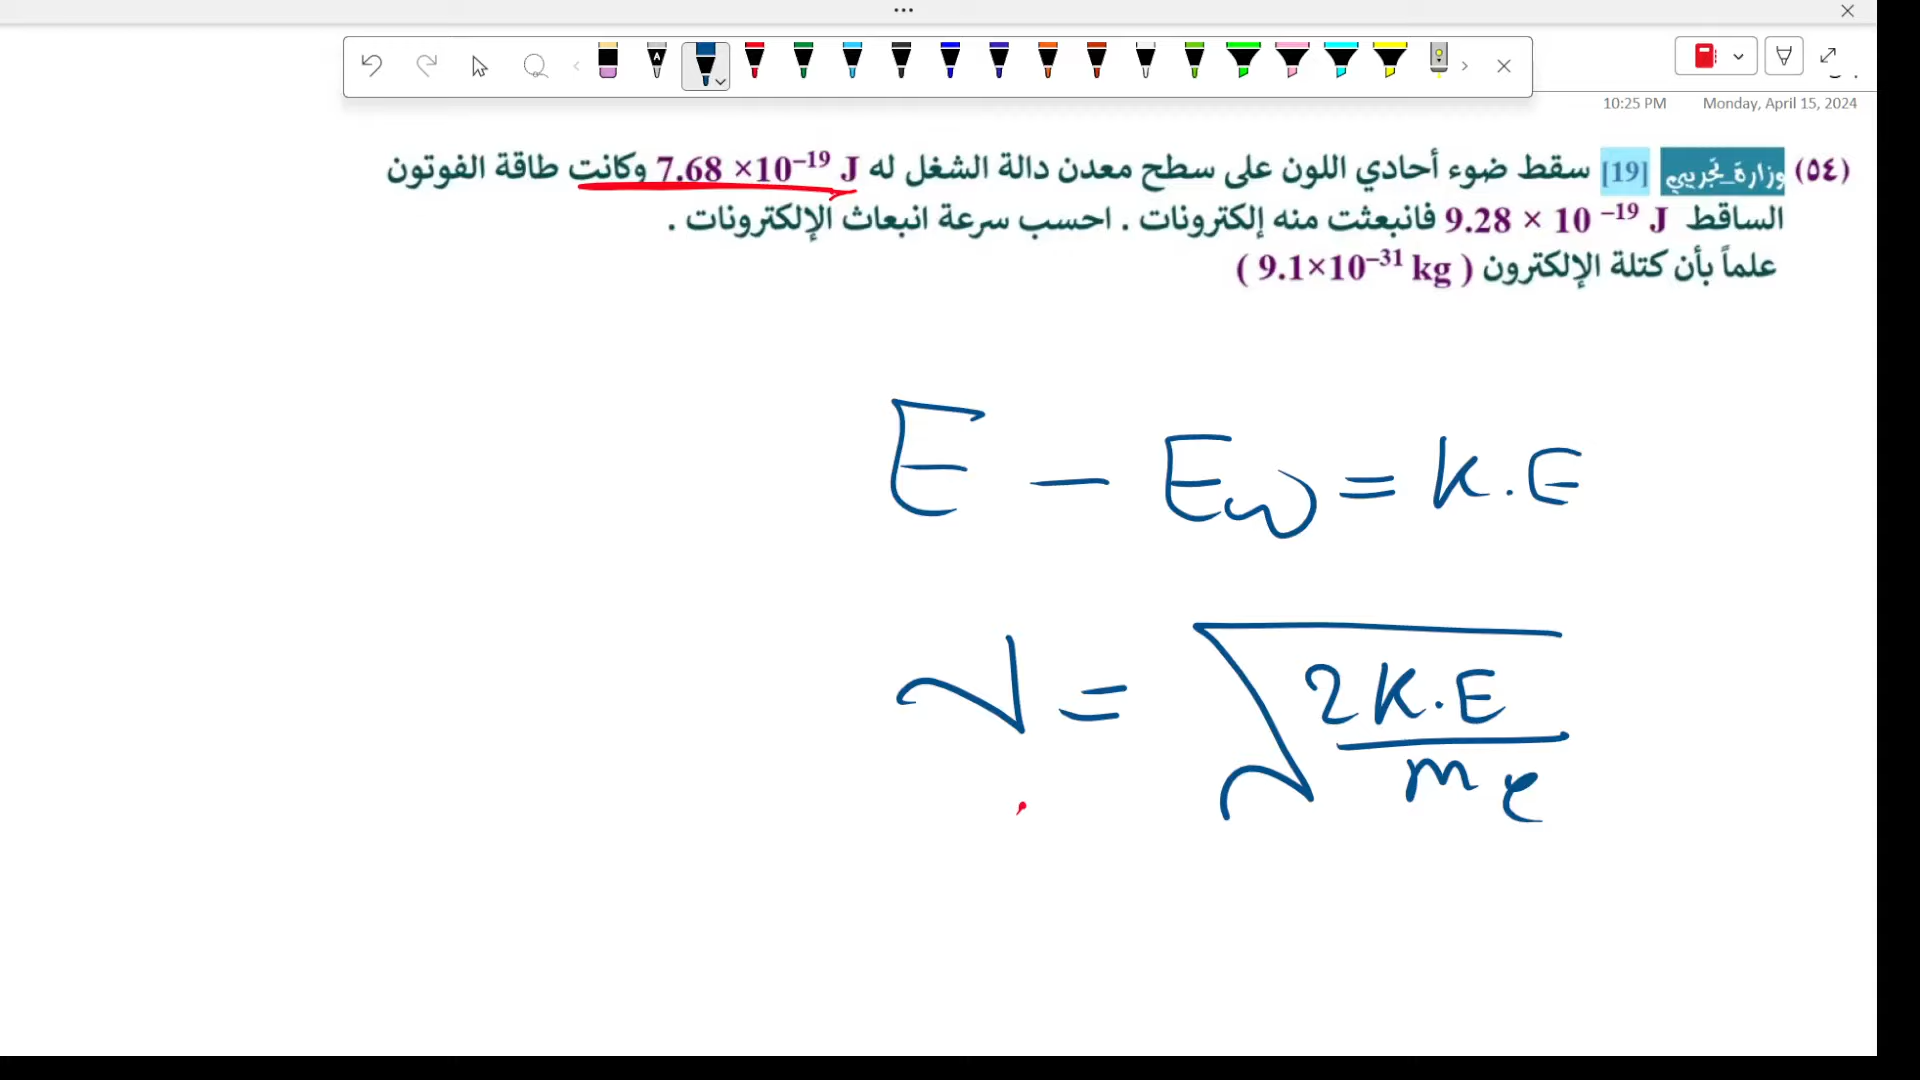 10:25 PM Monday, April 15, 2024
(٥٤) وزارة_تجريبي [19] سقط ضوء أحادي اللون على سطح معدن دالة الشغل له 7.68 ×10⁻¹⁹ J وكانت طاقة الفوتون
الساقط 9.28 × 10 ⁻¹⁹ J فانبعثت منه إلكترونات . احسب سرعة انبعاث الإلكترونات .
علماً بأن كتلة الإلكترون ( 9.1×10⁻³¹ kg )
E − Ew = K.E
v = √(2K.E / me)